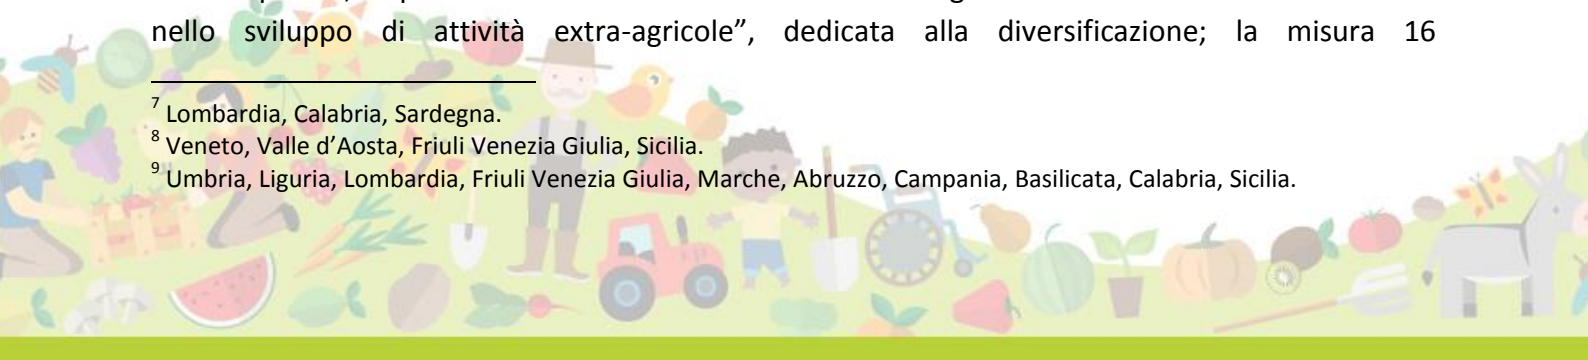 nello sviluppo di attività extra-agricole”, dedicata alla diversificazione; la misura 16
7 Lombardia, Calabria, Sardegna.
8 Veneto, Valle d’Aosta, Friuli Venezia Giulia, Sicilia.
9 Umbria, Liguria, Lombardia, Friuli Venezia Giulia, Marche, Abruzzo, Campania, Basilicata, Calabria, Sicilia.